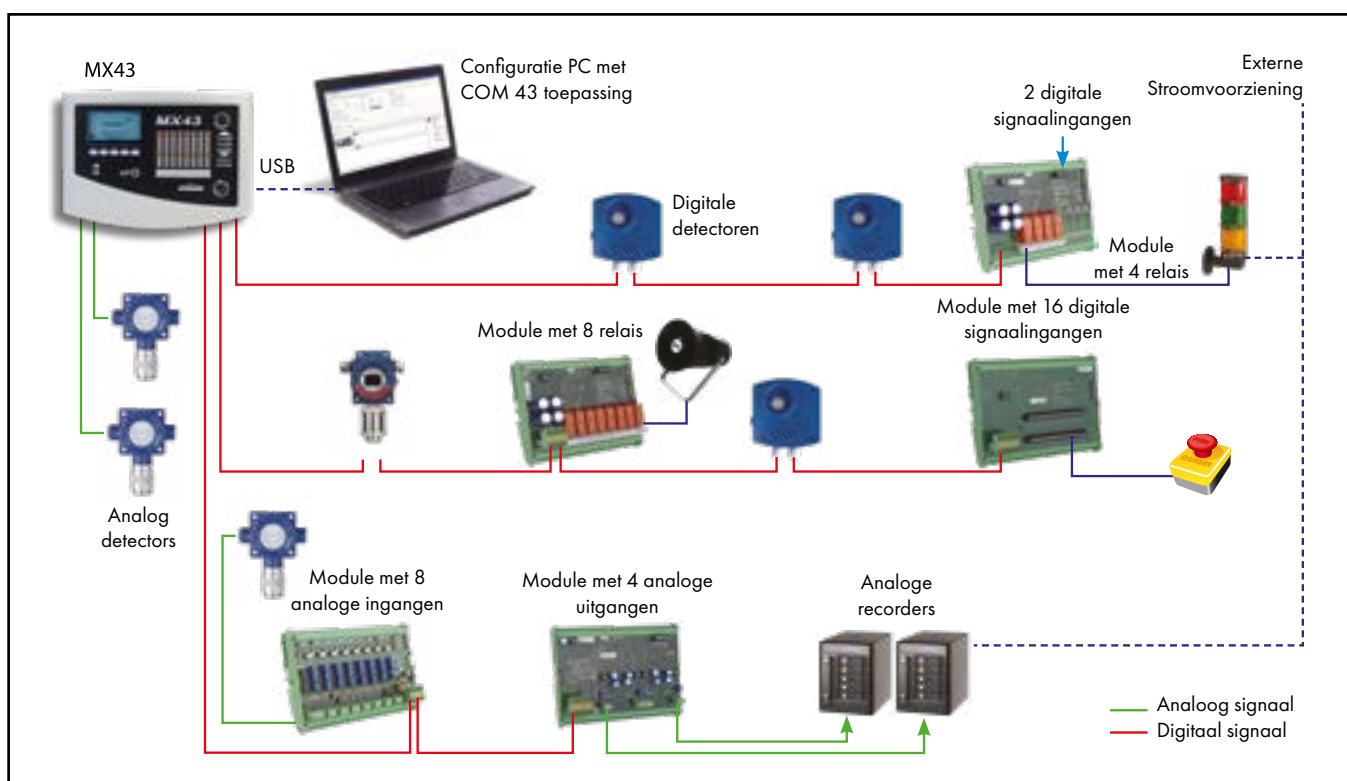 MX43
MX43
USB
Configuratie PC met
COM 43 toepassing
Externe
Stroomvoorziening
2 digitale
signaalingangen
Digitale
detectoren
Module
met 4 relais
Module met 8 relais
Module met 16 digitale
signaalingangen
Analog
detectors
Module met 8
analoge ingangen
Module met 4 analoge
uitgangen
Analoge
recorders
Analoog signaal
Digitaal signaal